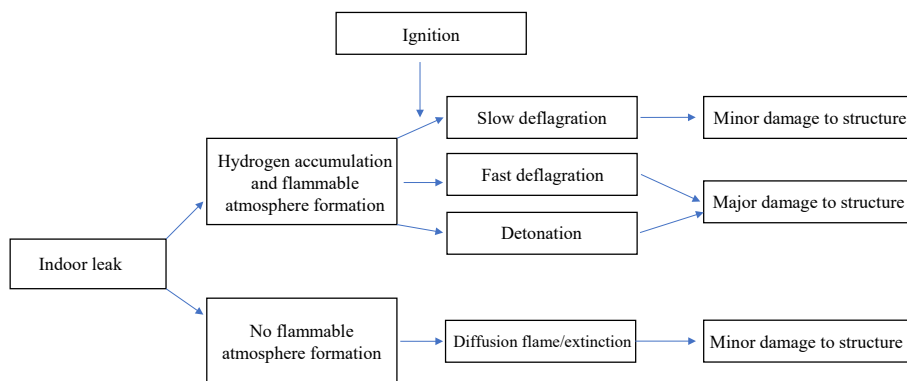 Ignition
Slow deflagration
Minor damage to structure
Hydrogen accumulation
and flammable
atmosphere formation
Fast deflagration
Major damage to structure
Detonation
Indoor leak
No flammable
atmosphere formation
Diffusion flame/extinction
Minor damage to structure